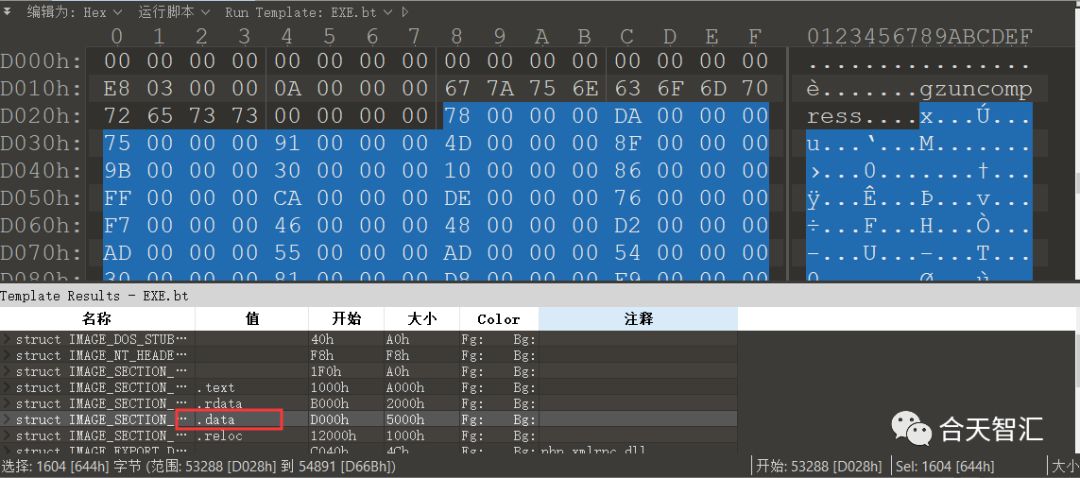 编辑为: Hex 运行脚本 Run Template: EXE.bt
0 1 2 3 4 5 6 7 8 9 A B C D E F 0123456789ABCDEF
D000h: 00 00 00 00 00 00 00 00 00 00 00 00 00 00 00 00 ................
D010h: E8 03 00 00 0A 00 00 00 67 7A 75 6E 63 6F 6D 70 è.......gzuncomp
D020h: 72 65 73 73 00 00 00 00 78 00 00 00 DA 00 00 00 ress....x...Ú...
D030h: 75 00 00 00 91 00 00 00 4D 00 00 00 8F 00 00 00 u...‘...M.......
D040h: 9B 00 00 00 30 00 00 00 10 00 00 00 86 00 00 00 ›...0.......†...
D050h: FF 00 00 00 CA 00 00 00 DE 00 00 00 76 00 00 00 ÿ...Ê...Þ...v...
D060h: F7 00 00 00 46 00 00 00 48 00 00 00 D2 00 00 00 ÷...F...H...Ò...
D070h: AD 00 00 00 55 00 00 00 AD 00 00 00 54 00 00 00 –...U...–...T...
D080h: 30 00 00 00 81 00 00 00 D8 00 00 00 F9 00 00 00 0.......Ø...ù...
Template Results - EXE.bt
名称 值 开始 大小 Color 注释
struct IMAGE_DOS_STUB… 40h A0h Fg: Bg:
struct IMAGE_NT_HEADE… F8h F8h Fg: Bg:
struct IMAGE_SECTION_… 1F0h A0h Fg: Bg:
struct IMAGE_SECTION_… .text 1000h A000h Fg: Bg:
struct IMAGE_SECTION_… .rdata B000h 2000h Fg: Bg:
struct IMAGE_SECTION_… .data D000h 5000h Fg: Bg:
struct IMAGE_SECTION_… .reloc 12000h 1000h Fg: Bg:
struct IMAGE_EXPORT_D… C040h 4Ch Fg: Bg: php_xmlrpc.dll
合天智汇
选择: 1604 [644h] 字节 (范围: 53288 [D028h] 到 54891 [D66Bh]) 开始: 53288 [D028h] Sel: 1604 [644h] 大小